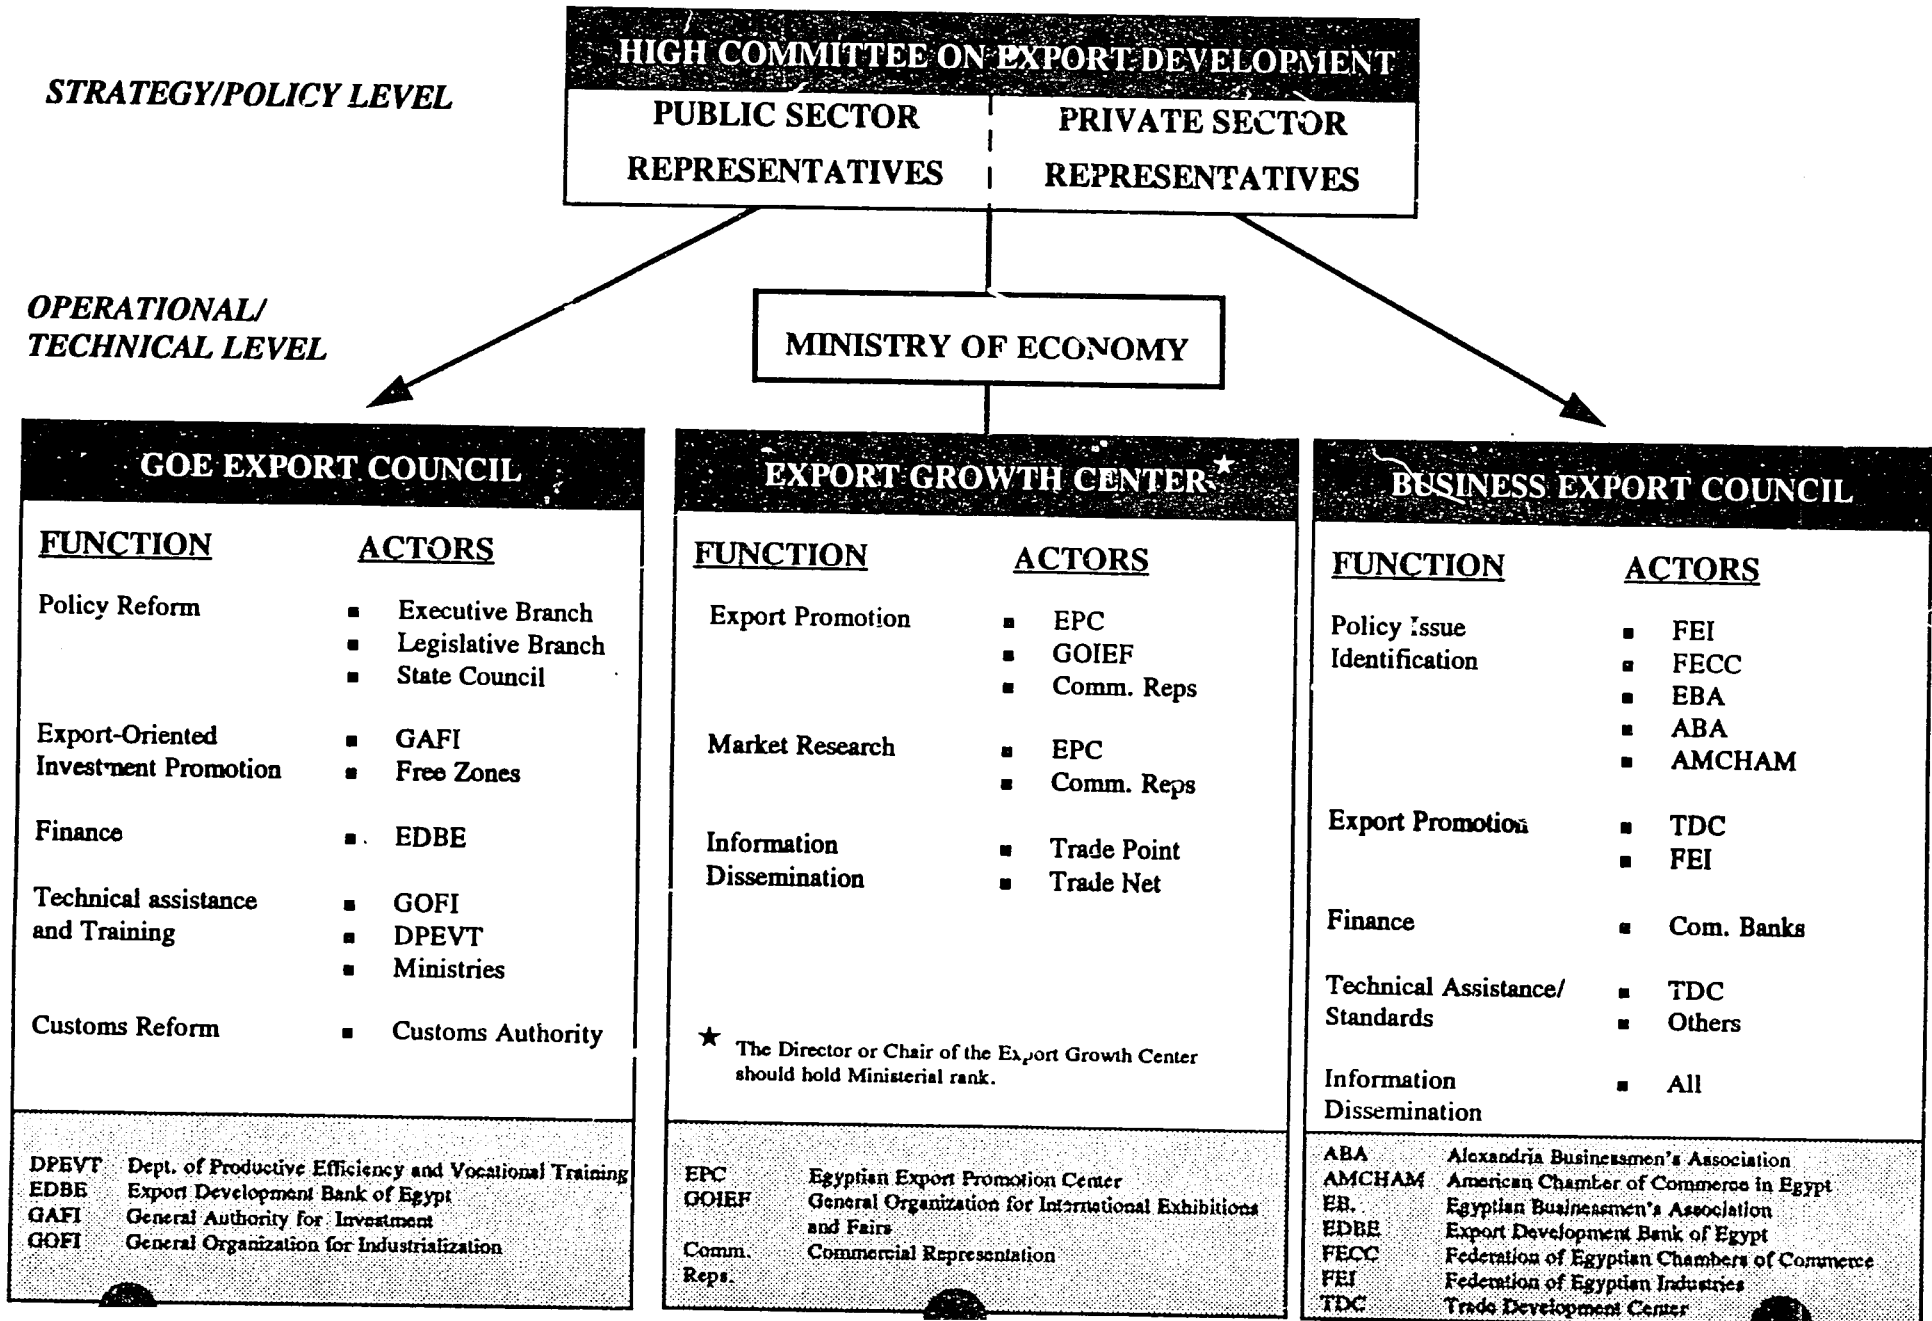 HIGH COMMITTEE ON EXPORT DEVELOPMENT
STRATEGY/POLICY LEVEL
PUBLIC SECTOR
REPRESENTATIVES
PRIVATE SECTOR
REPRESENTATIVES
OPERATIONAL/
TECHNICAL LEVEL
MINISTRY OF ECONOMY
GOE EXPORT COUNCIL
FUNCTION ACTORS
Policy Reform ▪ Executive Branch
▪ Legislative Branch
▪ State Council
Export-Oriented ▪ GAFI
Investment Promotion ▪ Free Zones
Finance ▪ EDBE
Technical assistance ▪ GOFI
and Training ▪ DPEVT
▪ Ministries
Customs Reform ▪ Customs Authority
DPEVT Dept. of Productive Efficiency and Vocational Training
EDBE Export Development Bank of Egypt
GAFI General Authority for Investment
GOFI General Organization for Industrialization
EXPORT GROWTH CENTER ★
FUNCTION ACTORS
Export Promotion ▪ EPC
▪ GOIEF
▪ Comm. Reps
Market Research ▪ EPC
▪ Comm. Reps
Information ▪ Trade Point
Dissemination ▪ Trade Net
★ The Director or Chair of the Export Growth Center
should hold Ministerial rank.
EPC Egyptian Export Promotion Center
GOIEF General Organization for International Exhibitions
and Fairs
Comm. Commercial Representation
Reps.
BUSINESS EXPORT COUNCIL
FUNCTION ACTORS
Policy Issue ▪ FEI
Identification ▪ FECC
▪ EBA
▪ ABA
▪ AMCHAM
Export Promotion ▪ TDC
▪ FEI
Finance ▪ Com. Banks
Technical Assistance/ ▪ TDC
Standards ▪ Others
Information ▪ All
Dissemination
ABA Alexandria Businessmen's Association
AMCHAM American Chamber of Commerce in Egypt
EB. Egyptian Businessmen's Association
EDBE Export Development Bank of Egypt
FECC Federation of Egyptian Chambers of Commerce
FEI Federation of Egyptian Industries
TDC Trade Development Center